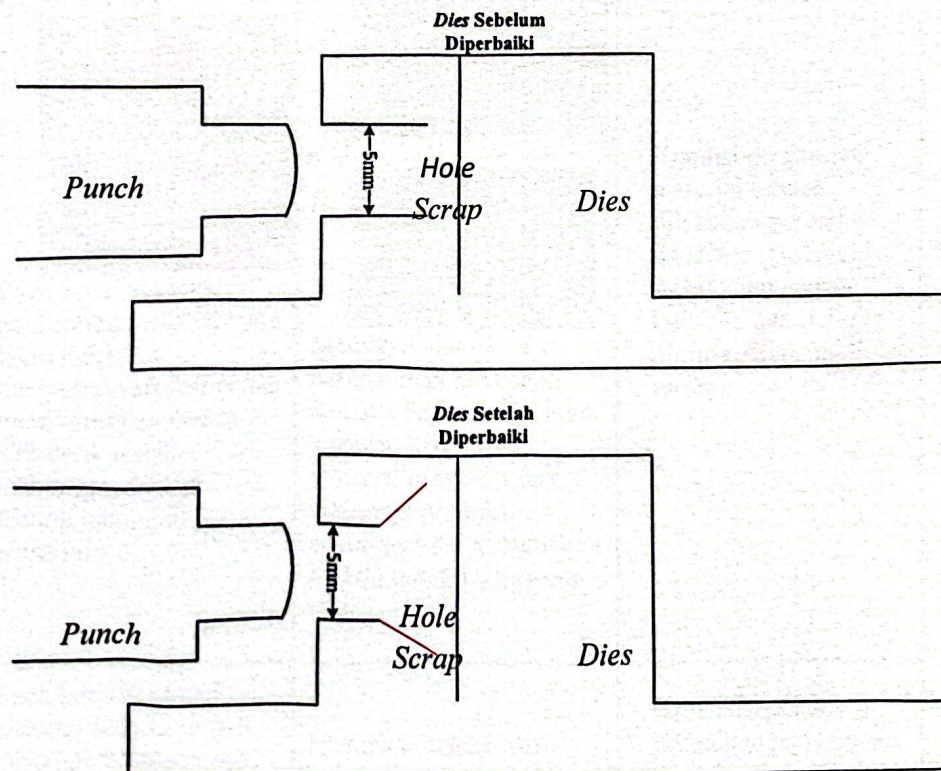 Dies Sebelum
Diperbaiki
Punch
5mm
Hole
Scrap
Dies
Dies Setelah
Diperbaiki
Punch
5mm
Hole
Scrap
Dies